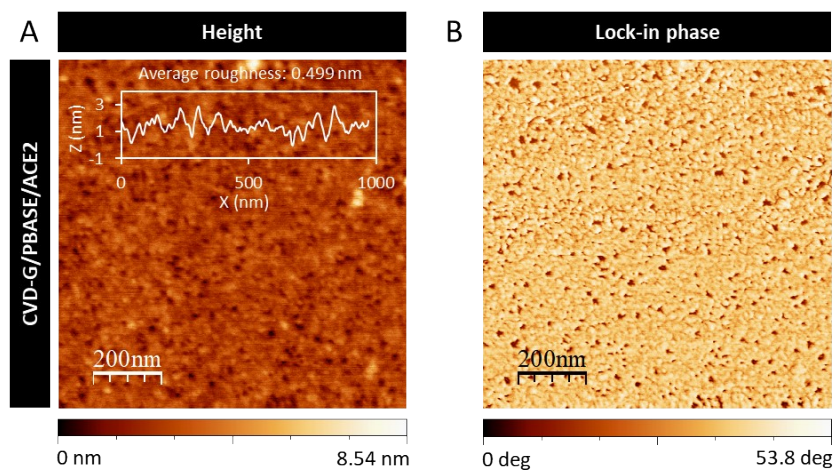 A
Height
B
Lock-in phase
CVD-G/PBASE/ACE2
Average roughness: 0.499 nm
Z (nm)
3
1
-1
0
500
1000
X (nm)
200nm
200nm
0 nm
8.54 nm
0 deg
53.8 deg